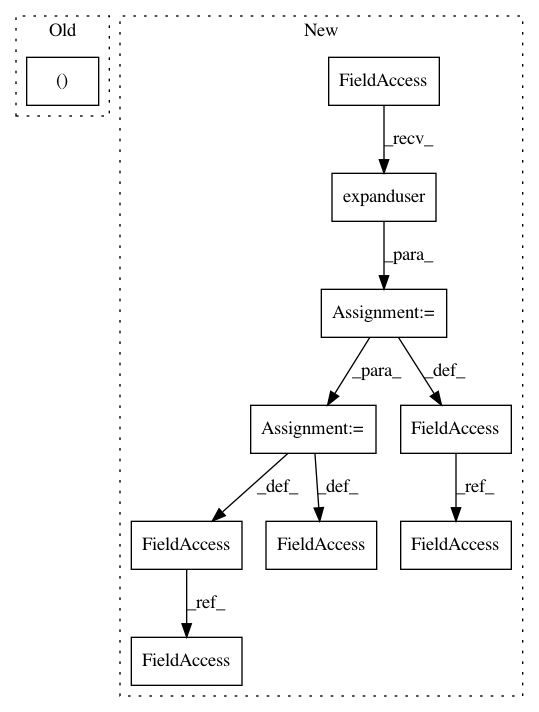 Old
New
()
FieldAccess
_recv_
expanduser
_para_
Assignment:=
_para_
_def_
Assignment:=
FieldAccess
_def_
_def_
_ref_
FieldAccess
FieldAccess
FieldAccess
_ref_
FieldAccess